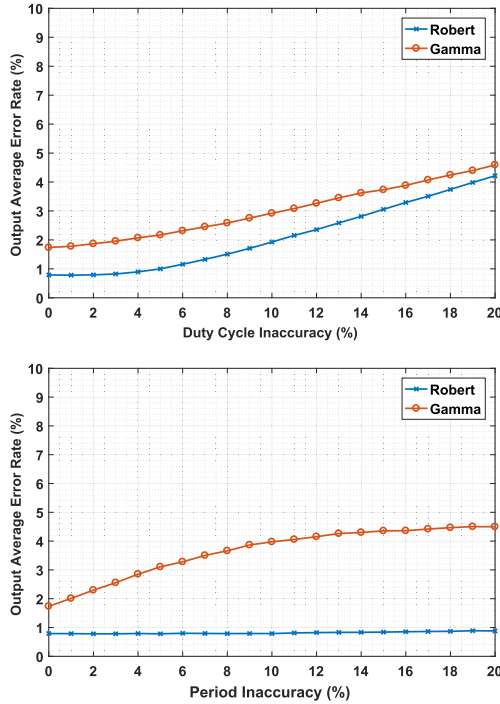 10
9
8
7
6
5
4
3
2
1
0
Output Average Error Rate (%)
Robert
Gamma
0 2 4 6 8 10 12 14 16 18 20
Duty Cycle Inaccuracy (%)
10
9
8
7
6
5
4
3
2
1
0
Output Average Error Rate (%)
Robert
Gamma
0 2 4 6 8 10 12 14 16 18 20
Period Inaccuracy (%)